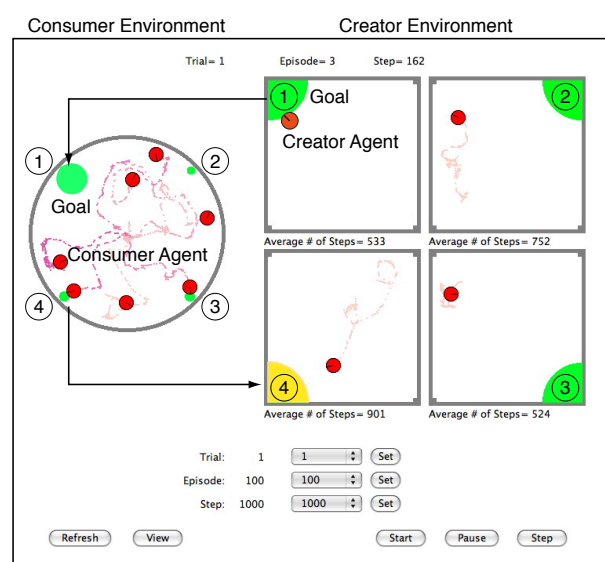 Consumer Environment Creator Environment
Trial= 1 Episode= 3 Step= 162
1 Goal 2
Creator Agent
1 2
Goal
Average # of Steps= 533 Average # of Steps= 752
Consumer Agent
4 3
4 3
Average # of Steps= 901 Average # of Steps= 524
Trial: 1 1 Set
Episode: 100 100 Set
Step: 1000 1000 Set
Refresh View Start Pause Step